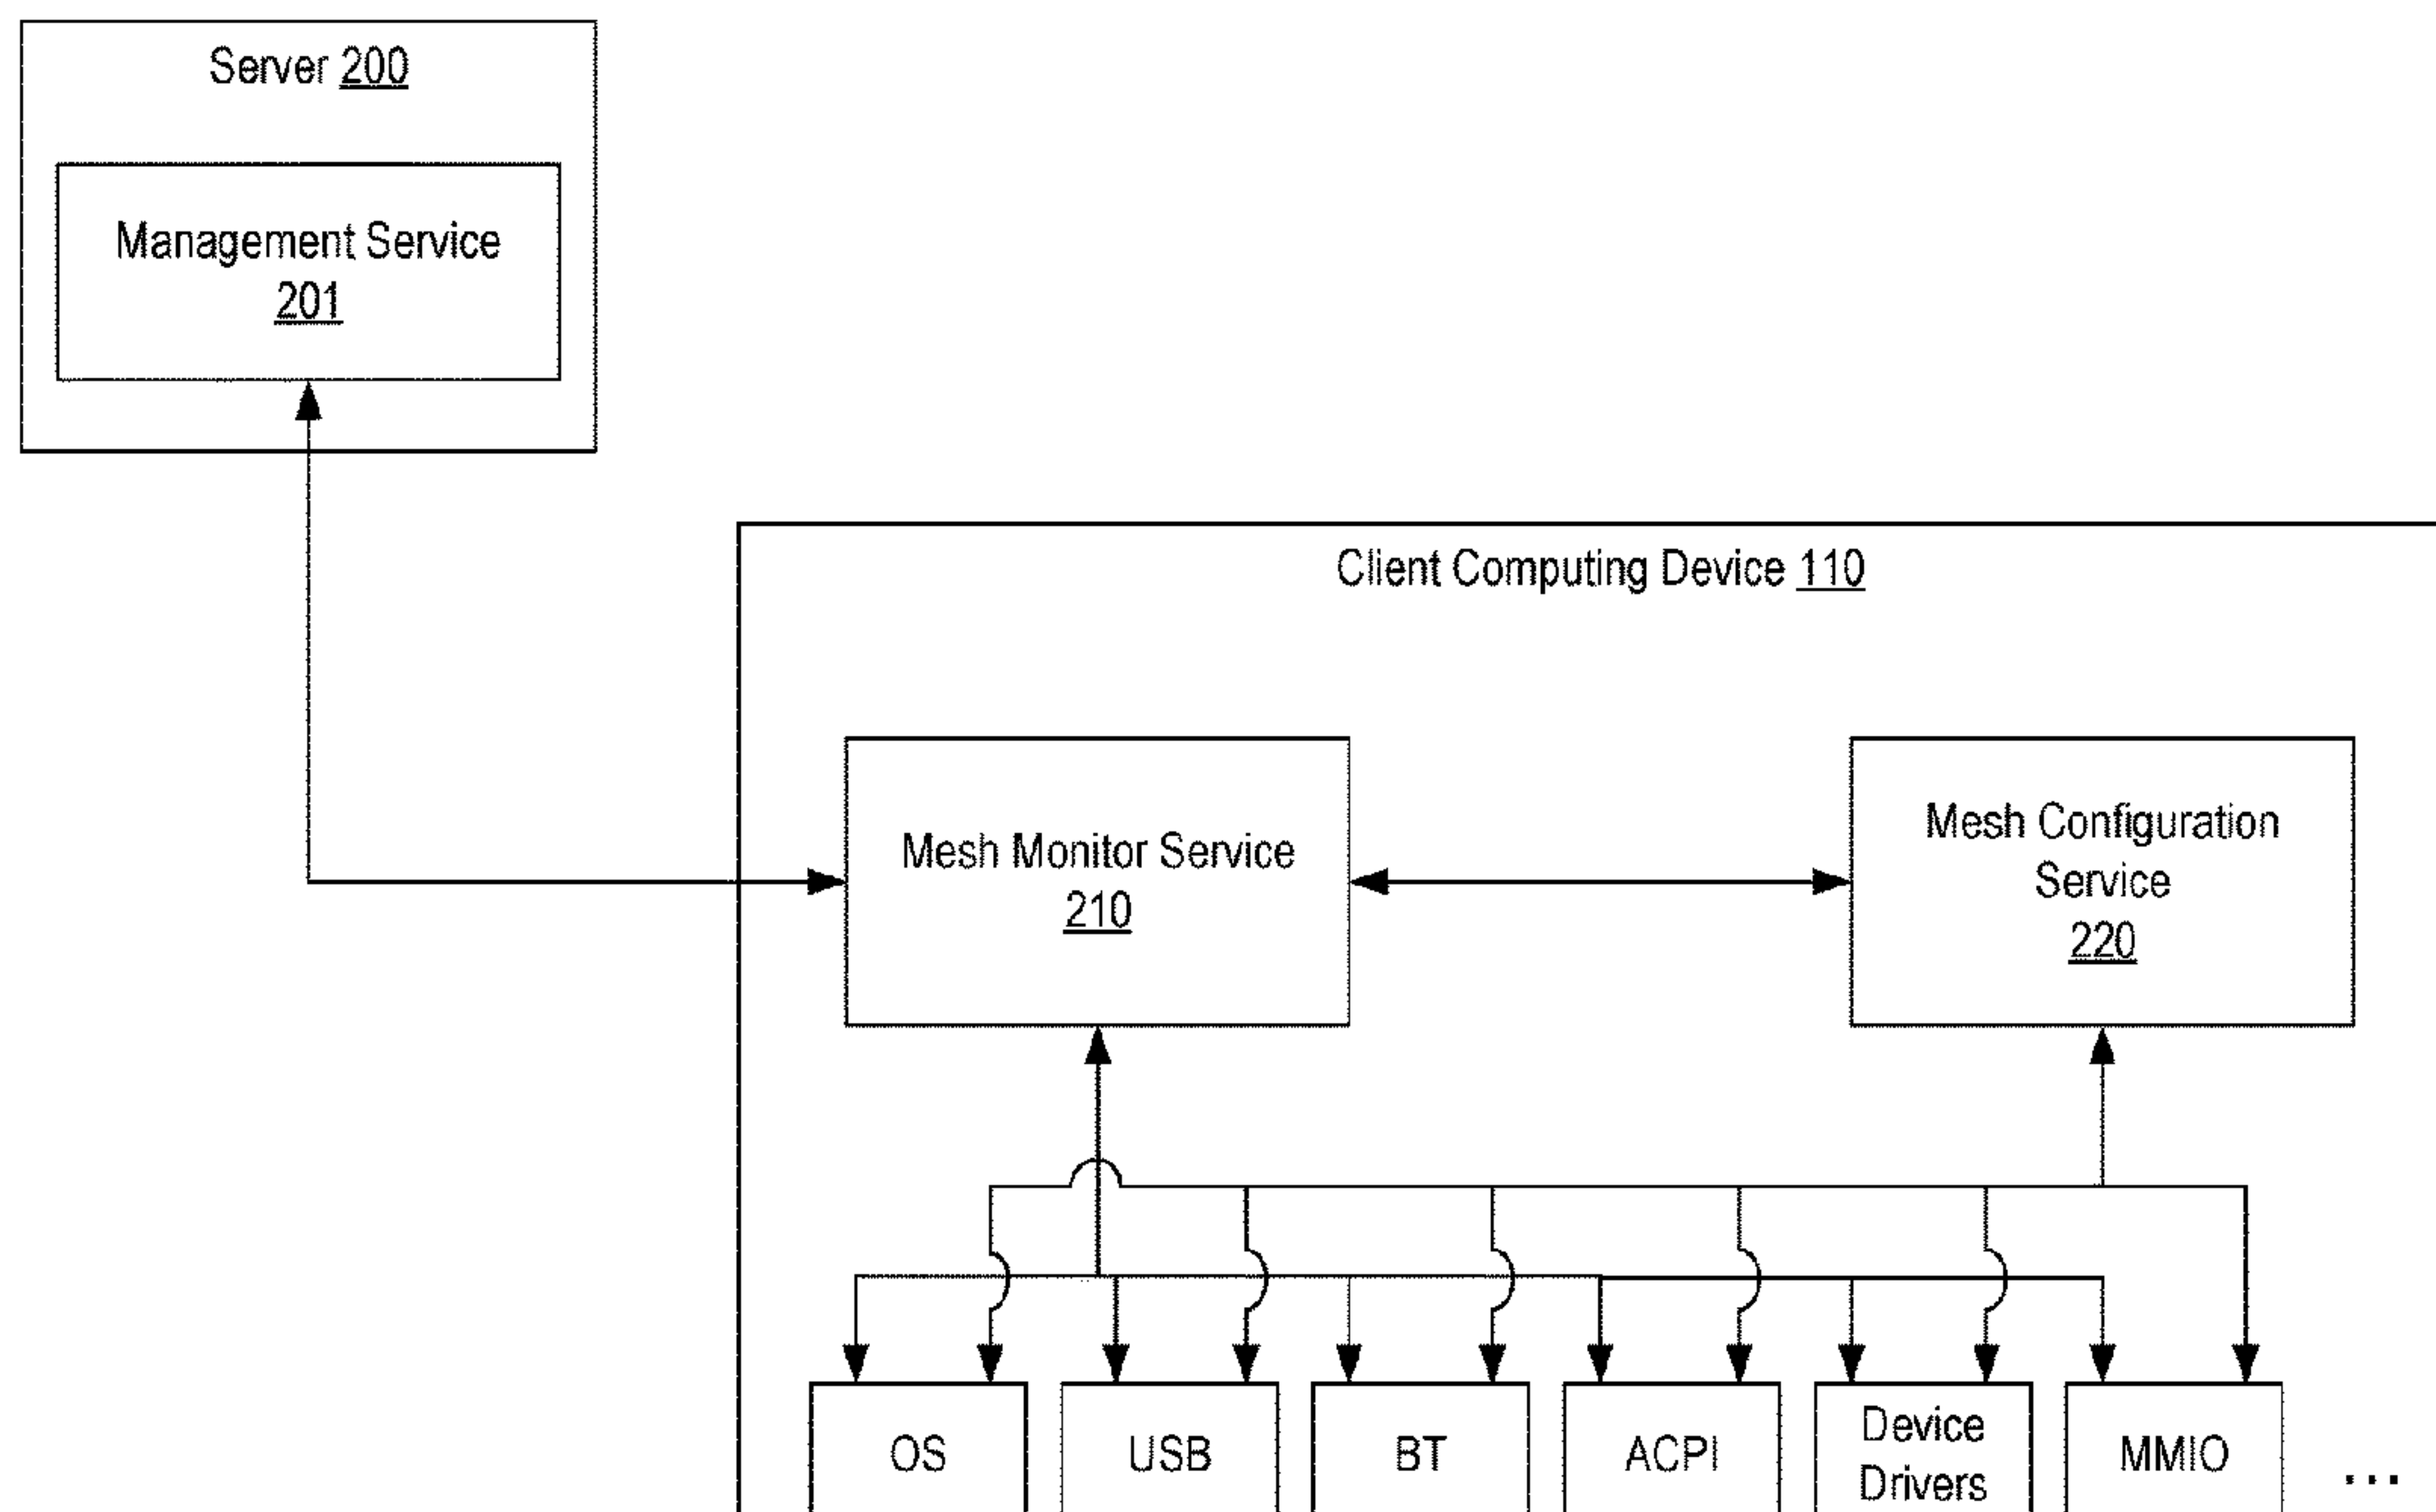 Server 200
Management Service
201
Client Computing Device 110
Mesh Monitor Service
210
Mesh Configuration
Service
220
OS
USB
BT
ACPI
Device
Drivers
MMIO
...